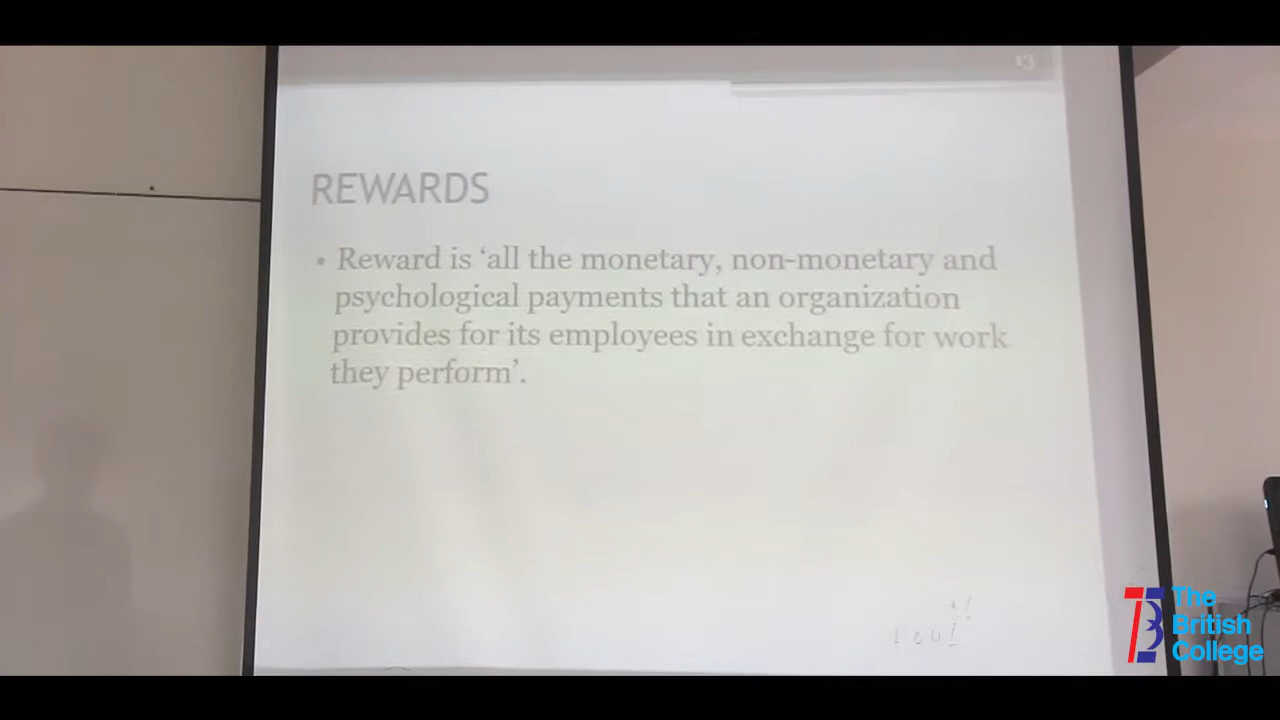 13
REWARDS
• Reward is ‘all the monetary, non-monetary and
psychological payments that an organization
provides for its employees in exchange for work
they perform’.
The
British
College